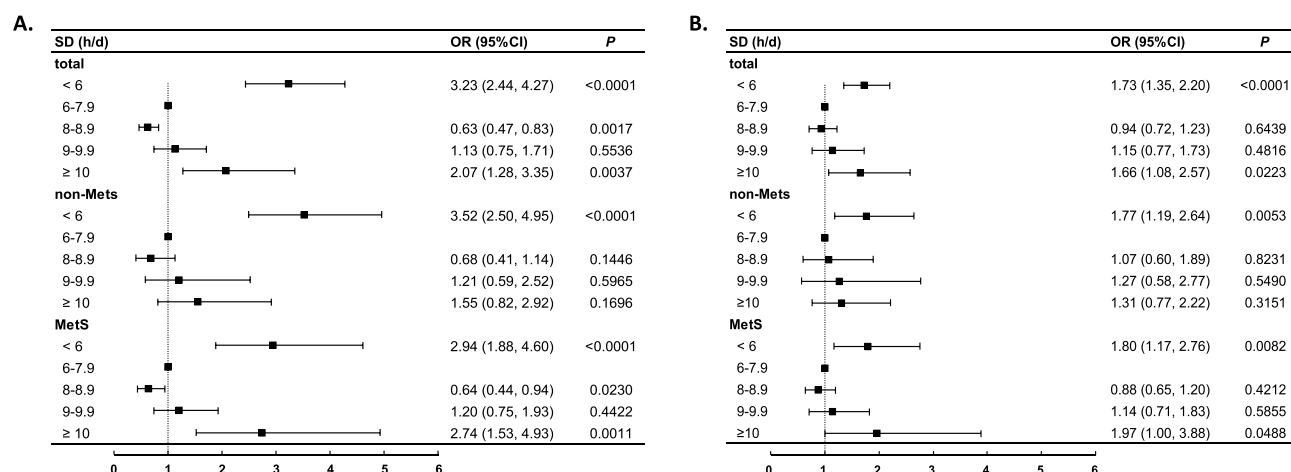 A.
SD (h/d) OR (95%CI) P
total
< 6 3.23 (2.44, 4.27) <0.0001
6-7.9
8-8.9 0.63 (0.47, 0.83) 0.0017
9-9.9 1.13 (0.75, 1.71) 0.5536
≥ 10 2.07 (1.28, 3.35) 0.0037
non-Mets
< 6 3.52 (2.50, 4.95) <0.0001
6-7.9
8-8.9 0.68 (0.41, 1.14) 0.1446
9-9.9 1.21 (0.59, 2.52) 0.5965
≥ 10 1.55 (0.82, 2.92) 0.1696
MetS
< 6 2.94 (1.88, 4.60) <0.0001
6-7.9
8-8.9 0.64 (0.44, 0.94) 0.0230
9-9.9 1.20 (0.75, 1.93) 0.4422
≥ 10 2.74 (1.53, 4.93) 0.0011
0 1 2 3 4 5 6
B.
SD (h/d) OR (95%CI) P
total
< 6 1.73 (1.35, 2.20) <0.0001
6-7.9
8-8.9 0.94 (0.72, 1.23) 0.6439
9-9.9 1.15 (0.77, 1.73) 0.4816
≥10 1.66 (1.08, 2.57) 0.0223
non-Mets
< 6 1.77 (1.19, 2.64) 0.0053
6-7.9
8-8.9 1.07 (0.60, 1.89) 0.8231
9-9.9 1.27 (0.58, 2.77) 0.5490
≥10 1.31 (0.77, 2.22) 0.3151
MetS
< 6 1.80 (1.17, 2.76) 0.0082
6-7.9
8-8.9 0.88 (0.65, 1.20) 0.4212
9-9.9 1.14 (0.71, 1.83) 0.5855
≥10 1.97 (1.00, 3.88) 0.0488
0 1 2 3 4 5 6